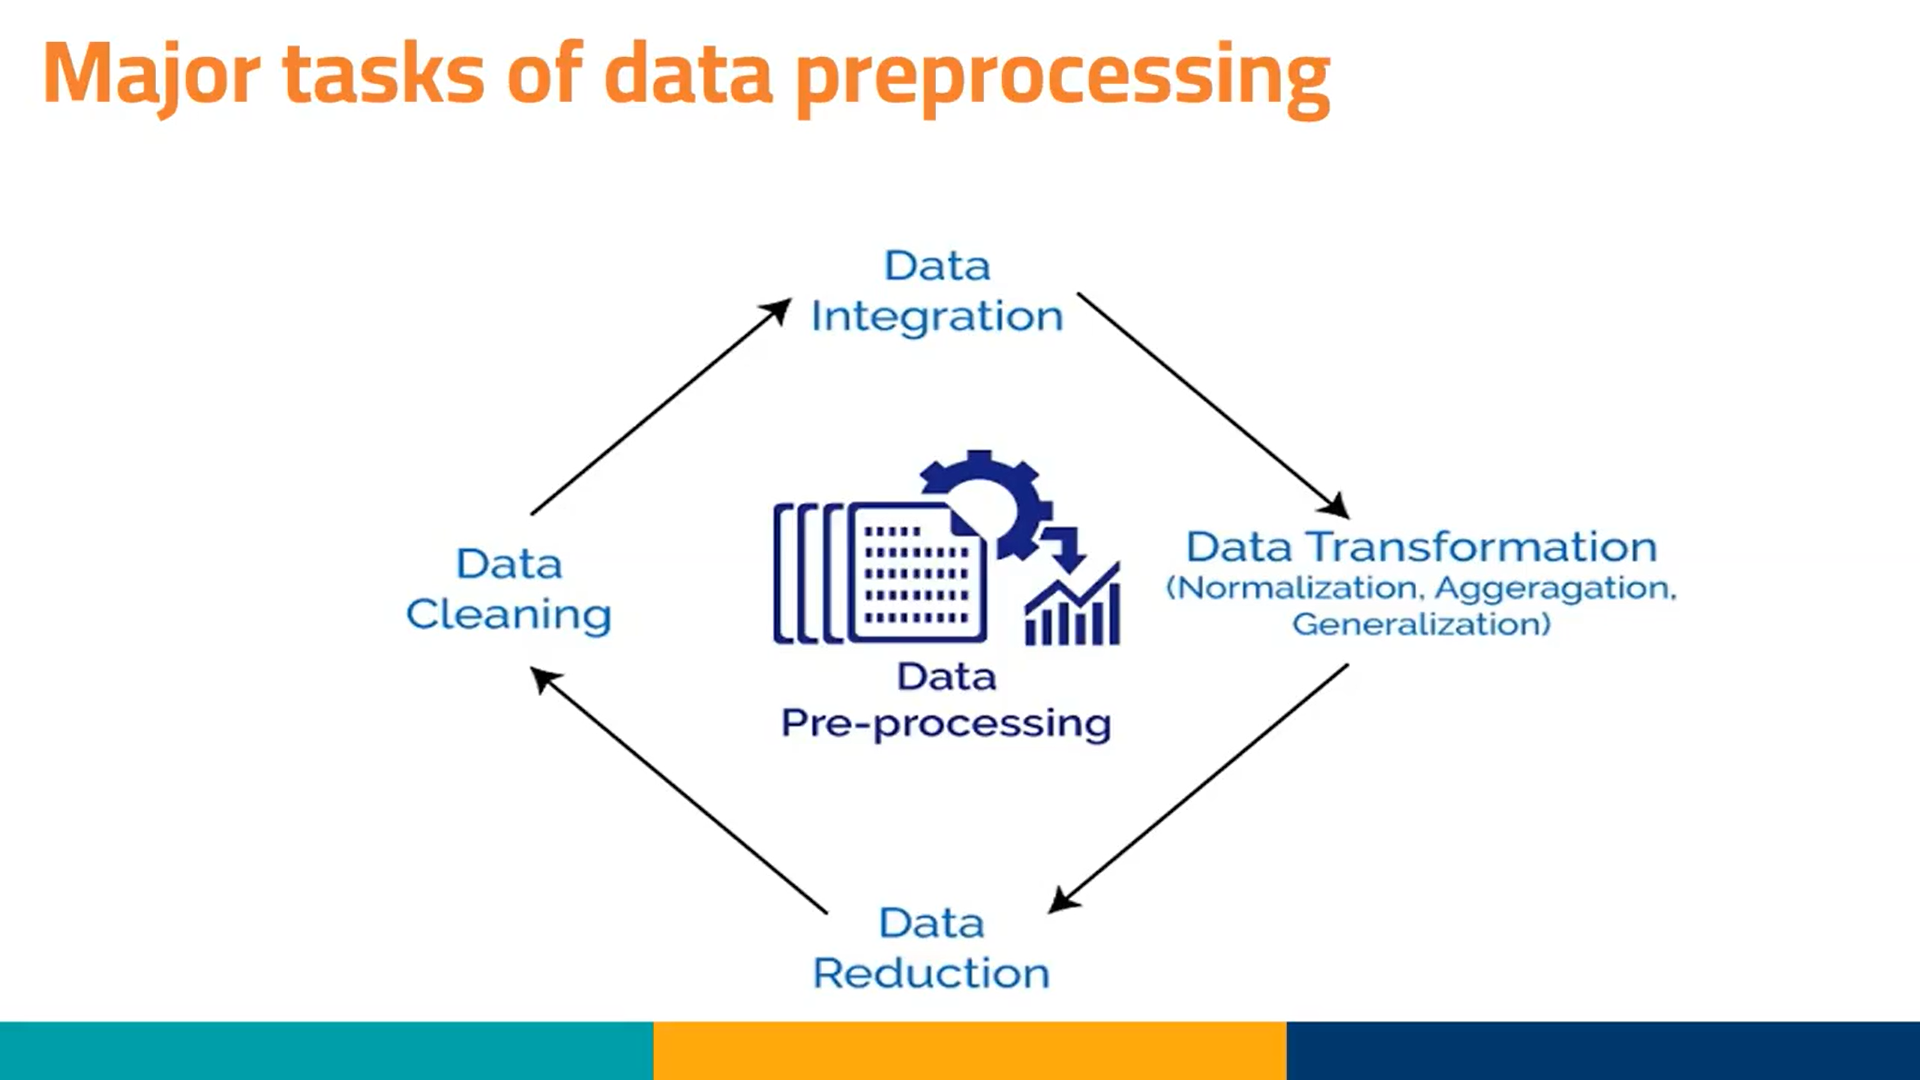 Major tasks of data preprocessing
Data
Integration
Data
Cleaning
Data Transformation
(Normalization, Aggeragation,
Generalization)
Data
Pre-processing
Data
Reduction